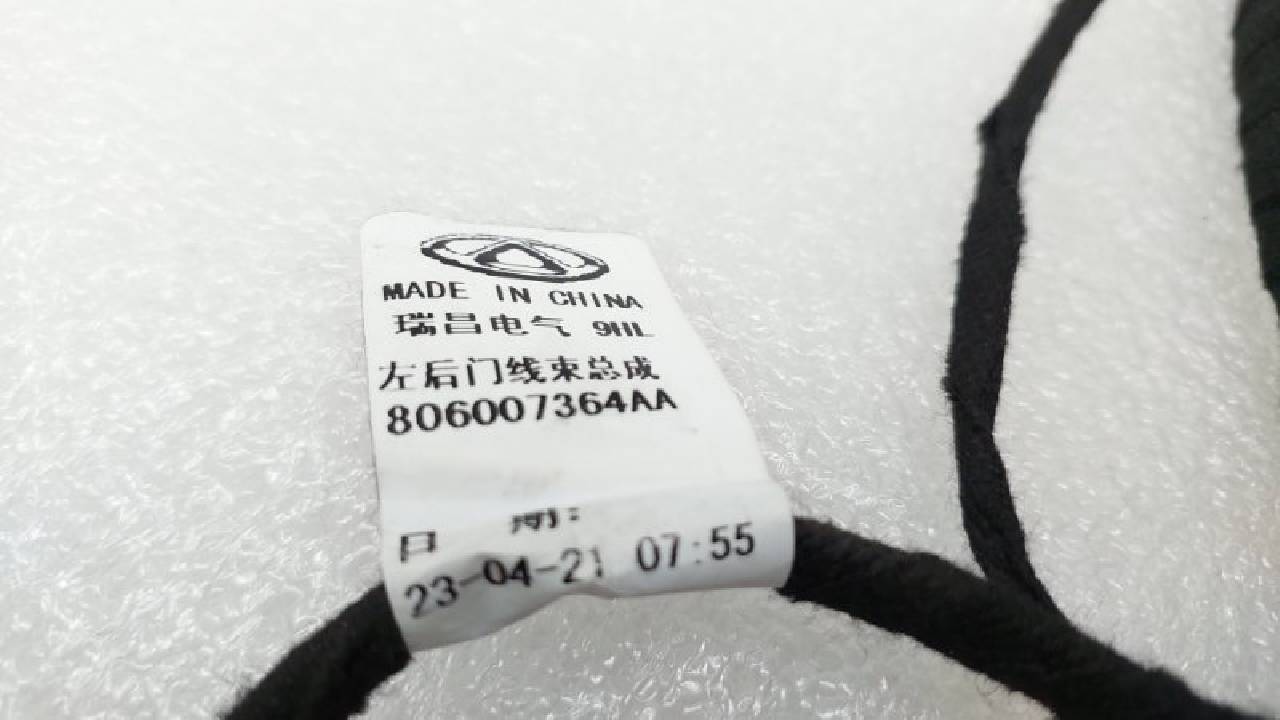 MADE IN CHINA
瑞昌电气 9HL
左后门线束总成
806007364AA
日 期:
23-04-21 07:55